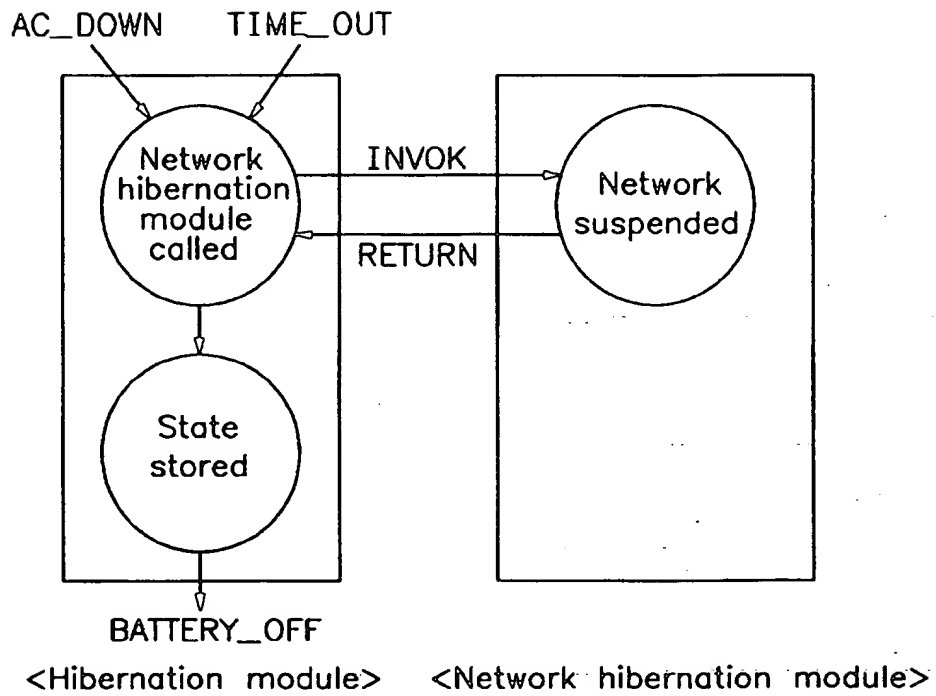 AC_DOWN TIME_OUT
Network
hibernation
module
called
INVOK
RETURN
Network
suspended
State
stored
BATTERY_OFF
<Hibernation module> <Network hibernation module>